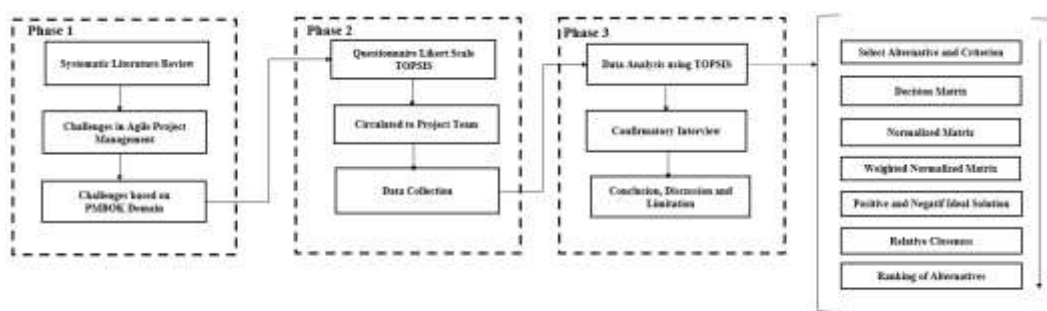 Phase 1
Systematic Literature Review
Challenges in Agile Project
Management
Challenges based on
PMBOK Domain
Phase 2
Questionnaire Likert Scale
TOPSIS
Circulated to Project Team
Data Collection
Phase 3
Data Analysis using TOPSIS
Confirmatory Interview
Conclusion, Discussion and
Limitation
Select Alternative and Criterion
Decision Matrix
Normalized Matrix
Weighted Normalized Matrix
Positive and Negatif Ideal Solution
Relative Closeness
Ranking of Alternatives